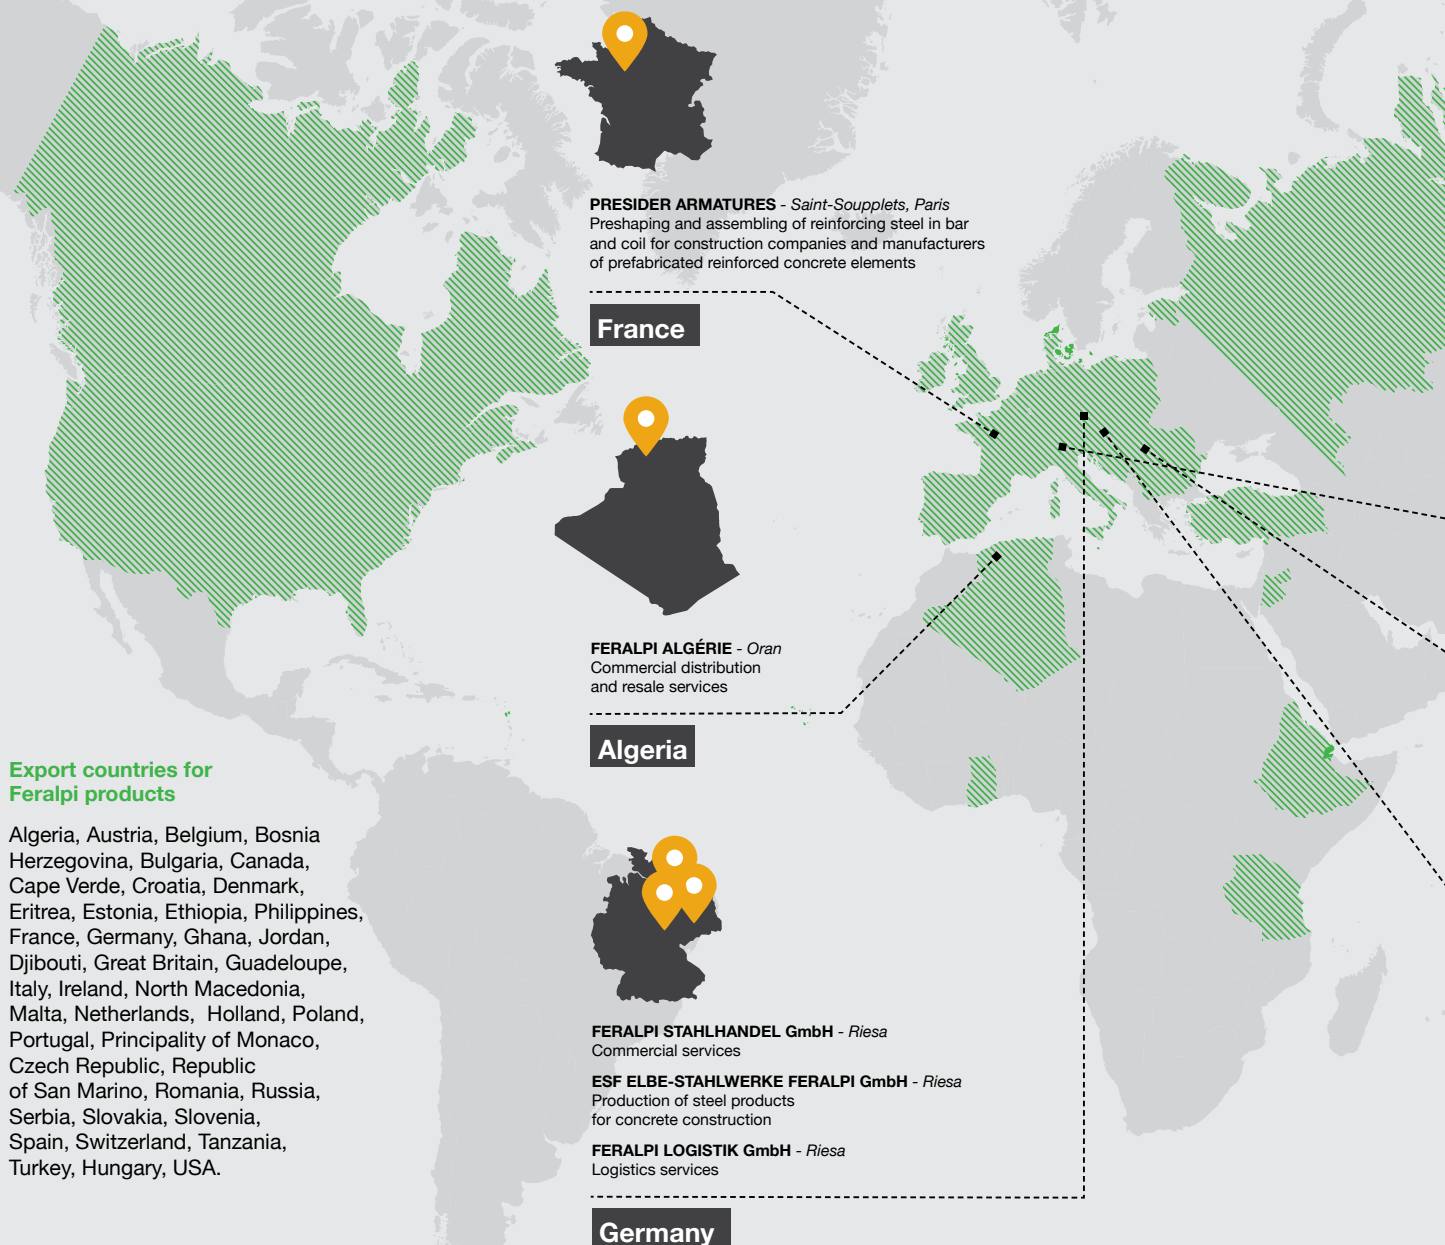 PRESIDER ARMATURES - Saint-Soupplets, Paris
Preshaping and assembling of reinforcing steel in bar
and coil for construction companies and manufacturers
of prefabricated reinforced concrete elements
France
FERALPI ALGÉRIE - Oran
Commercial distribution
and resale services
Algeria
Export countries for
Feralpi products
Algeria, Austria, Belgium, Bosnia
Herzegovina, Bulgaria, Canada,
Cape Verde, Croatia, Denmark,
Eritrea, Estonia, Ethiopia, Philippines,
France, Germany, Ghana, Jordan,
Djibouti, Great Britain, Guadeloupe,
Italy, Ireland, North Macedonia,
Malta, Netherlands,  Holland, Poland,
Portugal, Principality of Monaco,
Czech Republic, Republic
of San Marino, Romania, Russia,
Serbia, Slovakia, Slovenia,
Spain, Switzerland, Tanzania,
Turkey, Hungary, USA.
FERALPI STAHLHANDEL GmbH - Riesa
Commercial services
ESF ELBE-STAHLWERKE FERALPI GmbH - Riesa
Production of steel products
for concrete construction
FERALPI LOGISTIK GmbH - Riesa
Logistics services
Germany